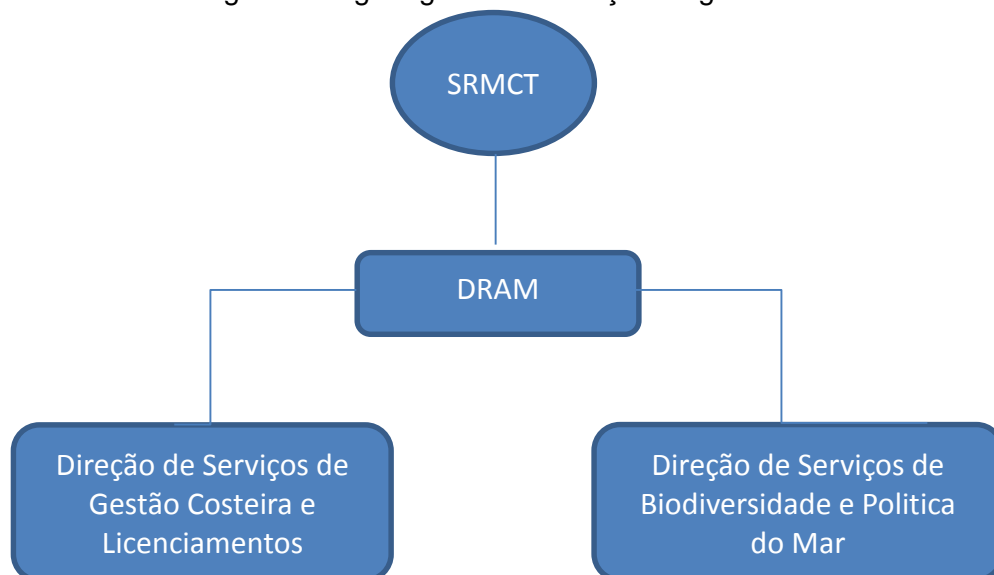 SRMCT
DRAM
Direção de Serviços de
Gestão Costeira e
Licenciamentos
Direção de Serviços de
Biodiversidade e Politica
do Mar